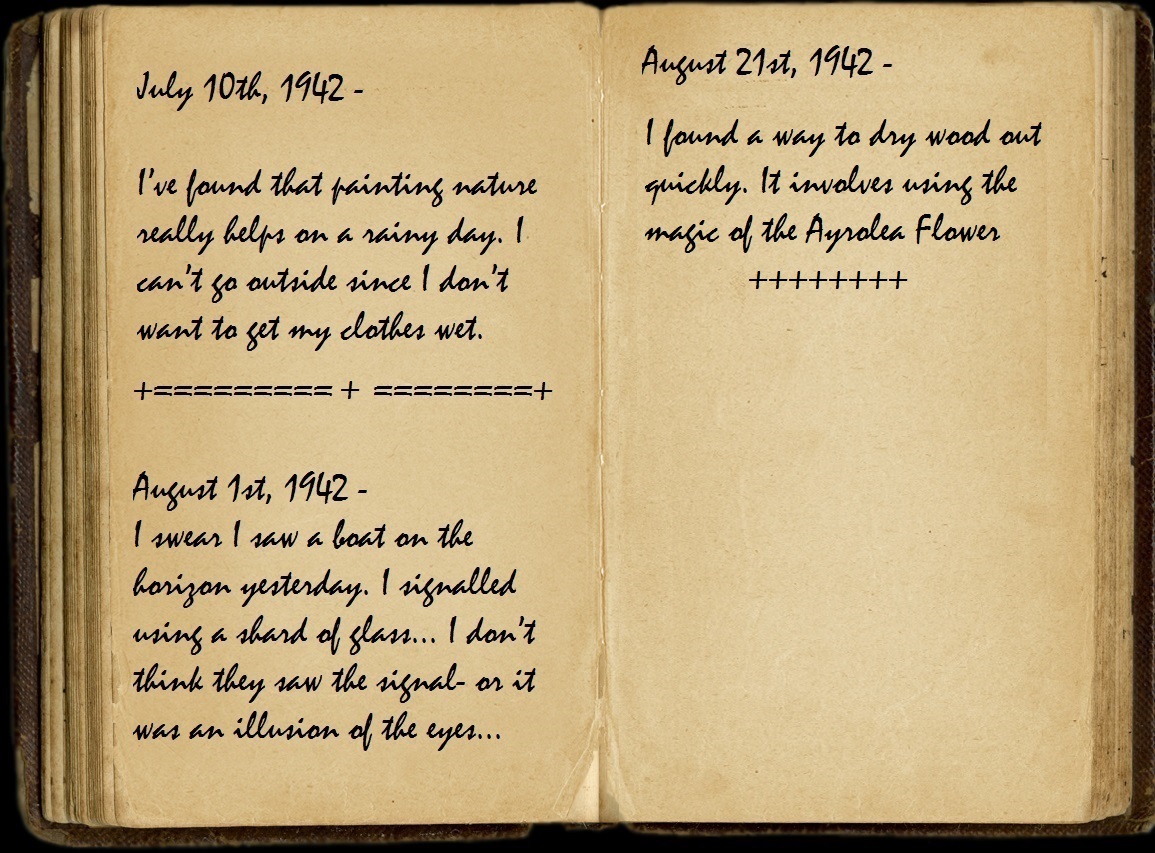 July 10th, 1942 -
I've found that painting nature
really helps on a rainy day. I
can't go outside since I don't
want to get my clothes wet.
+========= + ========+
August 1st, 1942 -
I swear I saw a boat on the
horizon yesterday. I signalled
using a shard of glass... I don't
think they saw the signal- or it
was an illusion of the eyes...
August 21st, 1942 -
I found a way to dry wood out
quickly. It involves using the
magic of the Ayrolea Flower
++++++++